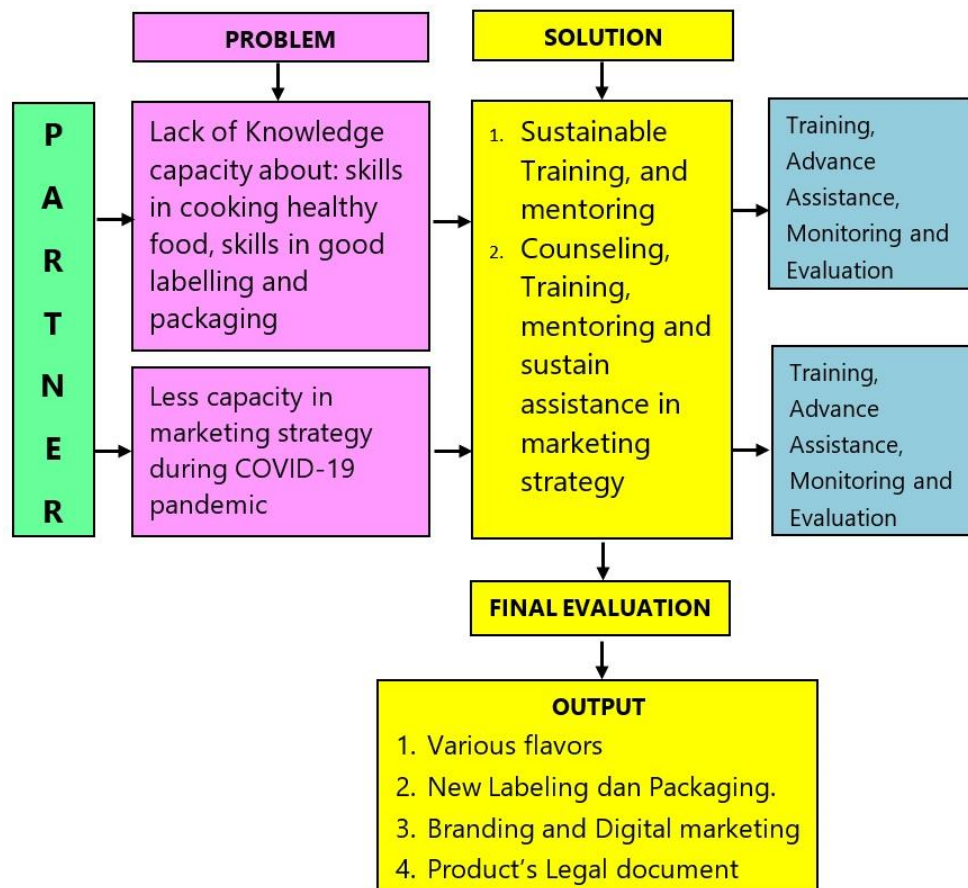 PROBLEM
SOLUTION
P
A
R
T
N
E
R
Lack of Knowledge
capacity about: skills
in cooking healthy
food, skills in good
labelling and
packaging
Less capacity in
marketing strategy
during COVID-19
pandemic
1. Sustainable
Training, and
mentoring
2. Counseling,
Training,
mentoring and
sustain
assistance in
marketing
strategy
Training,
Advance
Assistance,
Monitoring and
Evaluation
Training,
Advance
Assistance,
Monitoring and
Evaluation
FINAL EVALUATION
OUTPUT
1. Various flavors
2. New Labeling dan Packaging.
3. Branding and Digital marketing
4. Product's Legal document